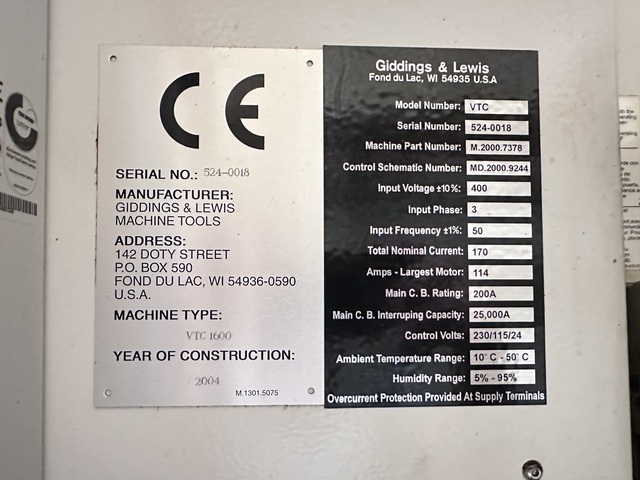 CE
SERIAL NO.: 524-0018
MANUFACTURER:
GIDDINGS & LEWIS
MACHINE TOOLS
ADDRESS:
142 DOTY STREET
P.O. BOX 590
FOND DU LAC, WI 54936-0590
U.S.A.
MACHINE TYPE:
VTC 1600
YEAR OF CONSTRUCTION:
2004
M.1301.5075
Giddings & Lewis
Fond du Lac, WI 54935 U.S.A
Model Number: VTC
Serial Number: 524-0018
Machine Part Number: M.2000.7378
Control Schematic Number: MD.2000.9244
Input Voltage ±10%: 400
Input Phase: 3
Input Frequency ±1%: 50
Total Nominal Current: 170
Amps - Largest Motor: 114
Main C. B. Rating: 200A
Main C. B. Interruping Capacity: 25,000A
Control Volts: 230/115/24
Ambient Temperature Range: 10° C - 50° C
Humidity Range: 5% - 95%
Overcurrent Protection Provided At Supply Terminals